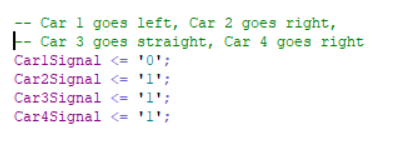 -- Car 1 goes left, Car 2 goes right,
-- Car 3 goes straight, Car 4 goes right
Car1Signal <= '0';
Car2Signal <= '1';
Car3Signal <= '1';
Car4Signal <= '1';